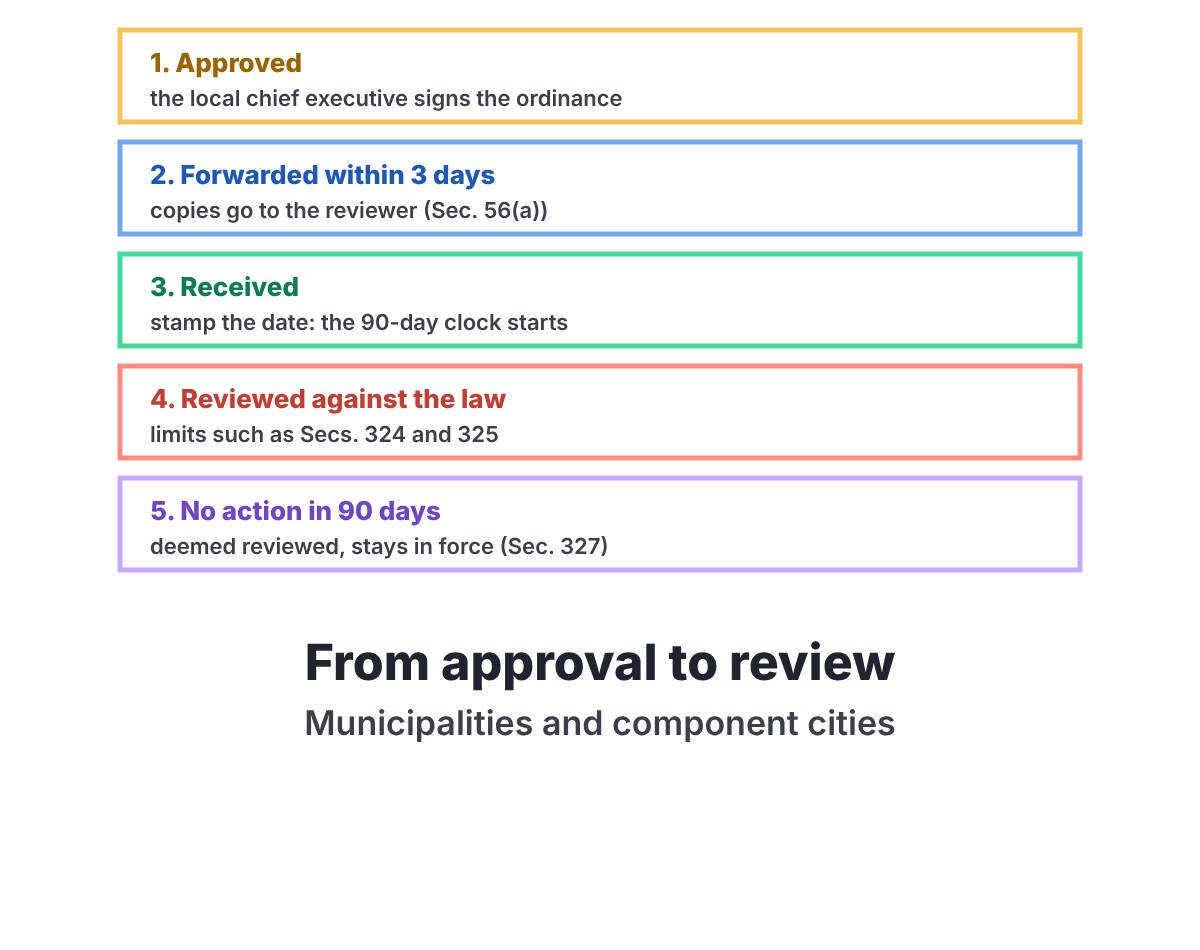 1. Approved
the local chief executive signs the ordinance
2. Forwarded within 3 days
copies go to the reviewer (Sec. 56(a))
3. Received
stamp the date: the 90-day clock starts
4. Reviewed against the law
limits such as Secs. 324 and 325
5. No action in 90 days
deemed reviewed, stays in force (Sec. 327)
From approval to review
Municipalities and component cities